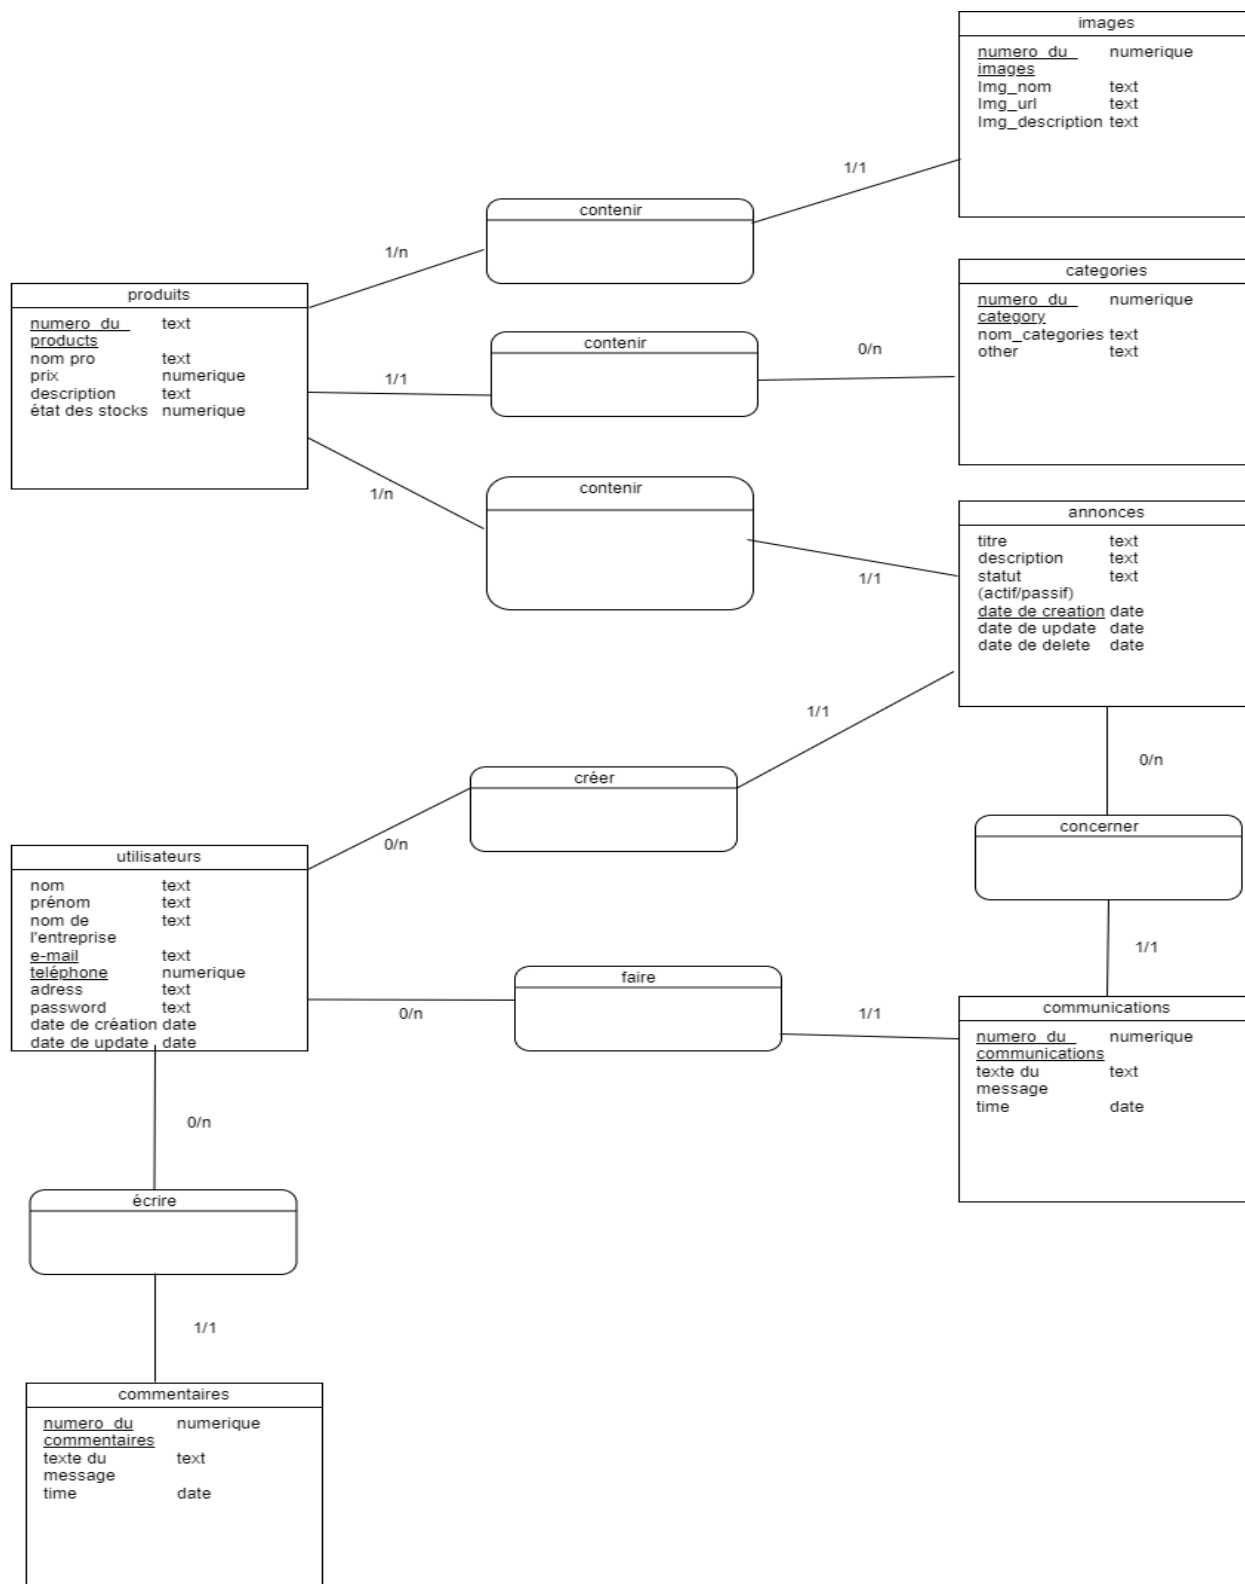 images
numero_du_ numerique
images
Img_nom text
Img_url text
Img_description text
1/1
contenir
1/n
produits
numero_du_ text
products
nom pro text
prix numerique
description text
état des stocks numerique
categories
numero_du_ numerique
category
nom_categories text
other text
contenir
0/n
1/1
contenir
1/n
1/1
annonces
titre text
description text
statut text
(actif/passif)
date de creation date
date de update date
date de delete date
1/1
créer
0/n
0/n
concerner
1/1
utilisateurs
nom text
prénom text
nom de text
l'entreprise
e-mail text
teléphone numerique
adress text
password text
date de création date
date de update date
faire
0/n
1/1
communications
numero_du_ numerique
communications
texte du text
message
time date
0/n
écrire
1/1
commentaires
numero_du numerique
commentaires
texte du text
message
time date